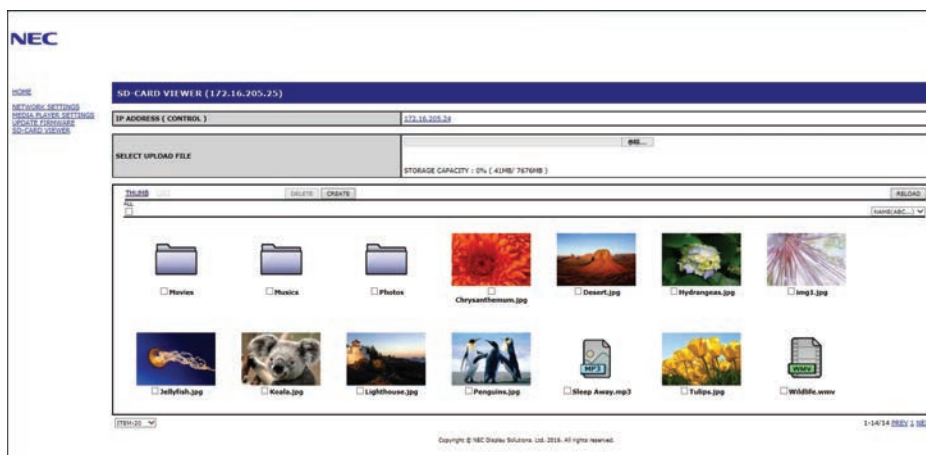 NEC
HOME
NETWORK SETTINGS
MEDIA PLAYER SETTINGS
UPDATE FIRMWARE
SD-CARD VIEWER
SD-CARD VIEWER (172.16.205.25)
IP ADDRESS ( CONTROL )
172.16.205.24
SELECT UPLOAD FILE
STORAGE CAPACITY : 0% ( 41MB/ 7676MB )
THUMB LIST DELETE CREATE RELOAD
ALL
NAME(ABC...)
Movies Musics Photos Chrysanthemum.jpg Desert.jpg Hydrangeas.jpg img1.jpg
MP3 WMV
Jellyfish.jpg Koala.jpg Lighthouse.jpg Penguins.jpg Sleep Away.mp3 Tulips.jpg Wildlife.wmv
ITEM:20 1-14/14 PREV 1 NE
Copyright © NEC Display Solutions. Ltd. 2016. All rights reserved.